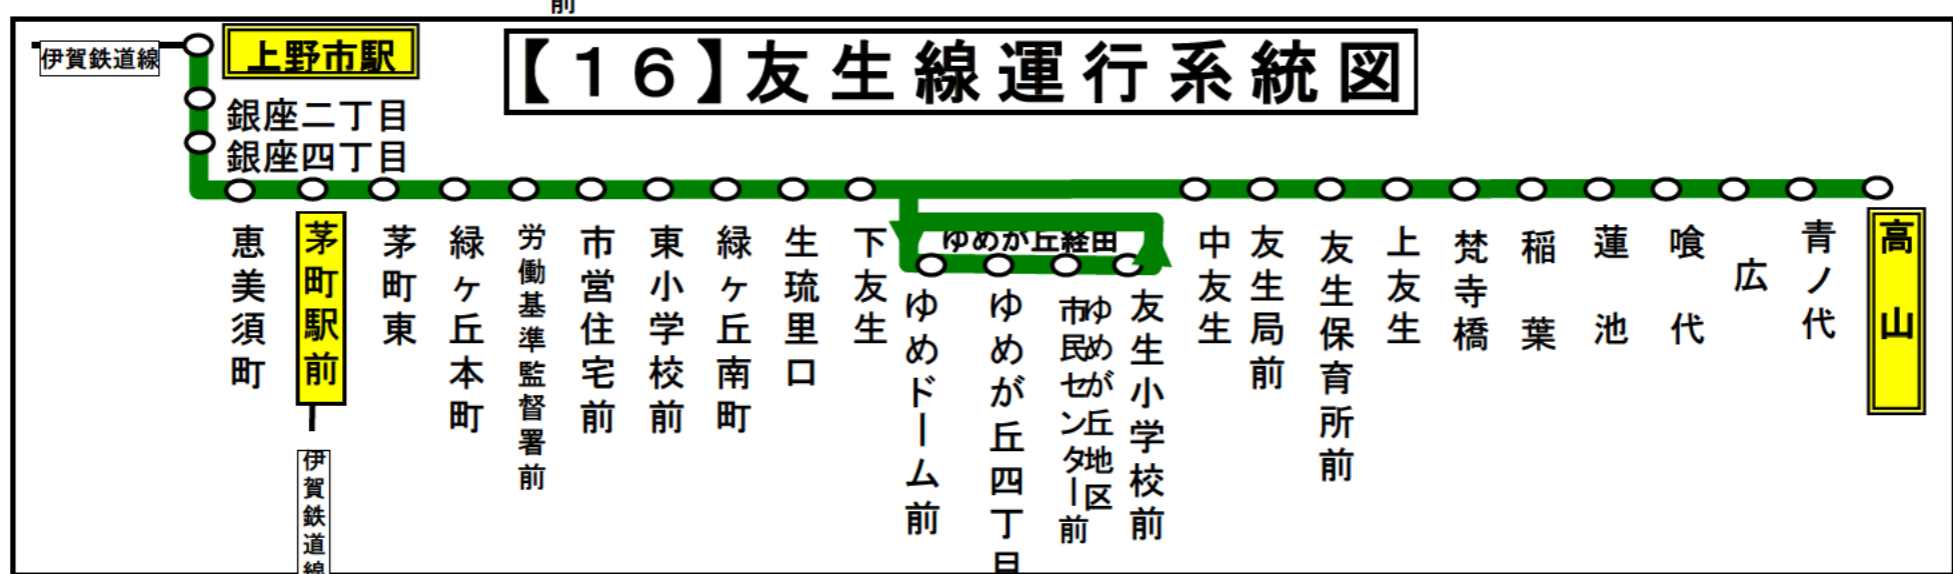 前
伊賀鉄道線
上野市駅
【１６】友生線運行系統図
銀座二丁目
銀座四丁目
恵美須町
茅町駅前
伊賀鉄道線
茅町東
緑ヶ丘本町
労働基準監督署前
市営住宅前
東小学校前
緑ヶ丘南町
生琉里口
下友生
ゆめが丘経由
ゆめドーム前
ゆめが丘四丁目
ゆめが丘地区
市民センター前
友生小学校前
中友生
友生局前
友生保育所前
上友生
梵寺橋
稲葉
蓮池
喰代
広
青ノ代
高山